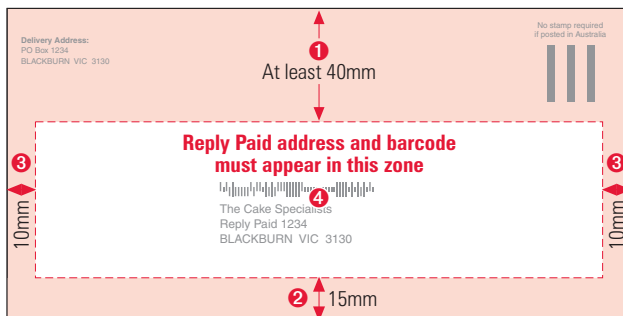 Delivery Address:
PO Box 1234
BLACKBURN VIC 3130
No stamp required
if posted in Australia
1
At least 40mm
Reply Paid address and barcode
must appear in this zone
3
10mm
3
10mm
4
The Cake Specialists
Reply Paid 1234
BLACKBURN VIC 3130
2
15mm